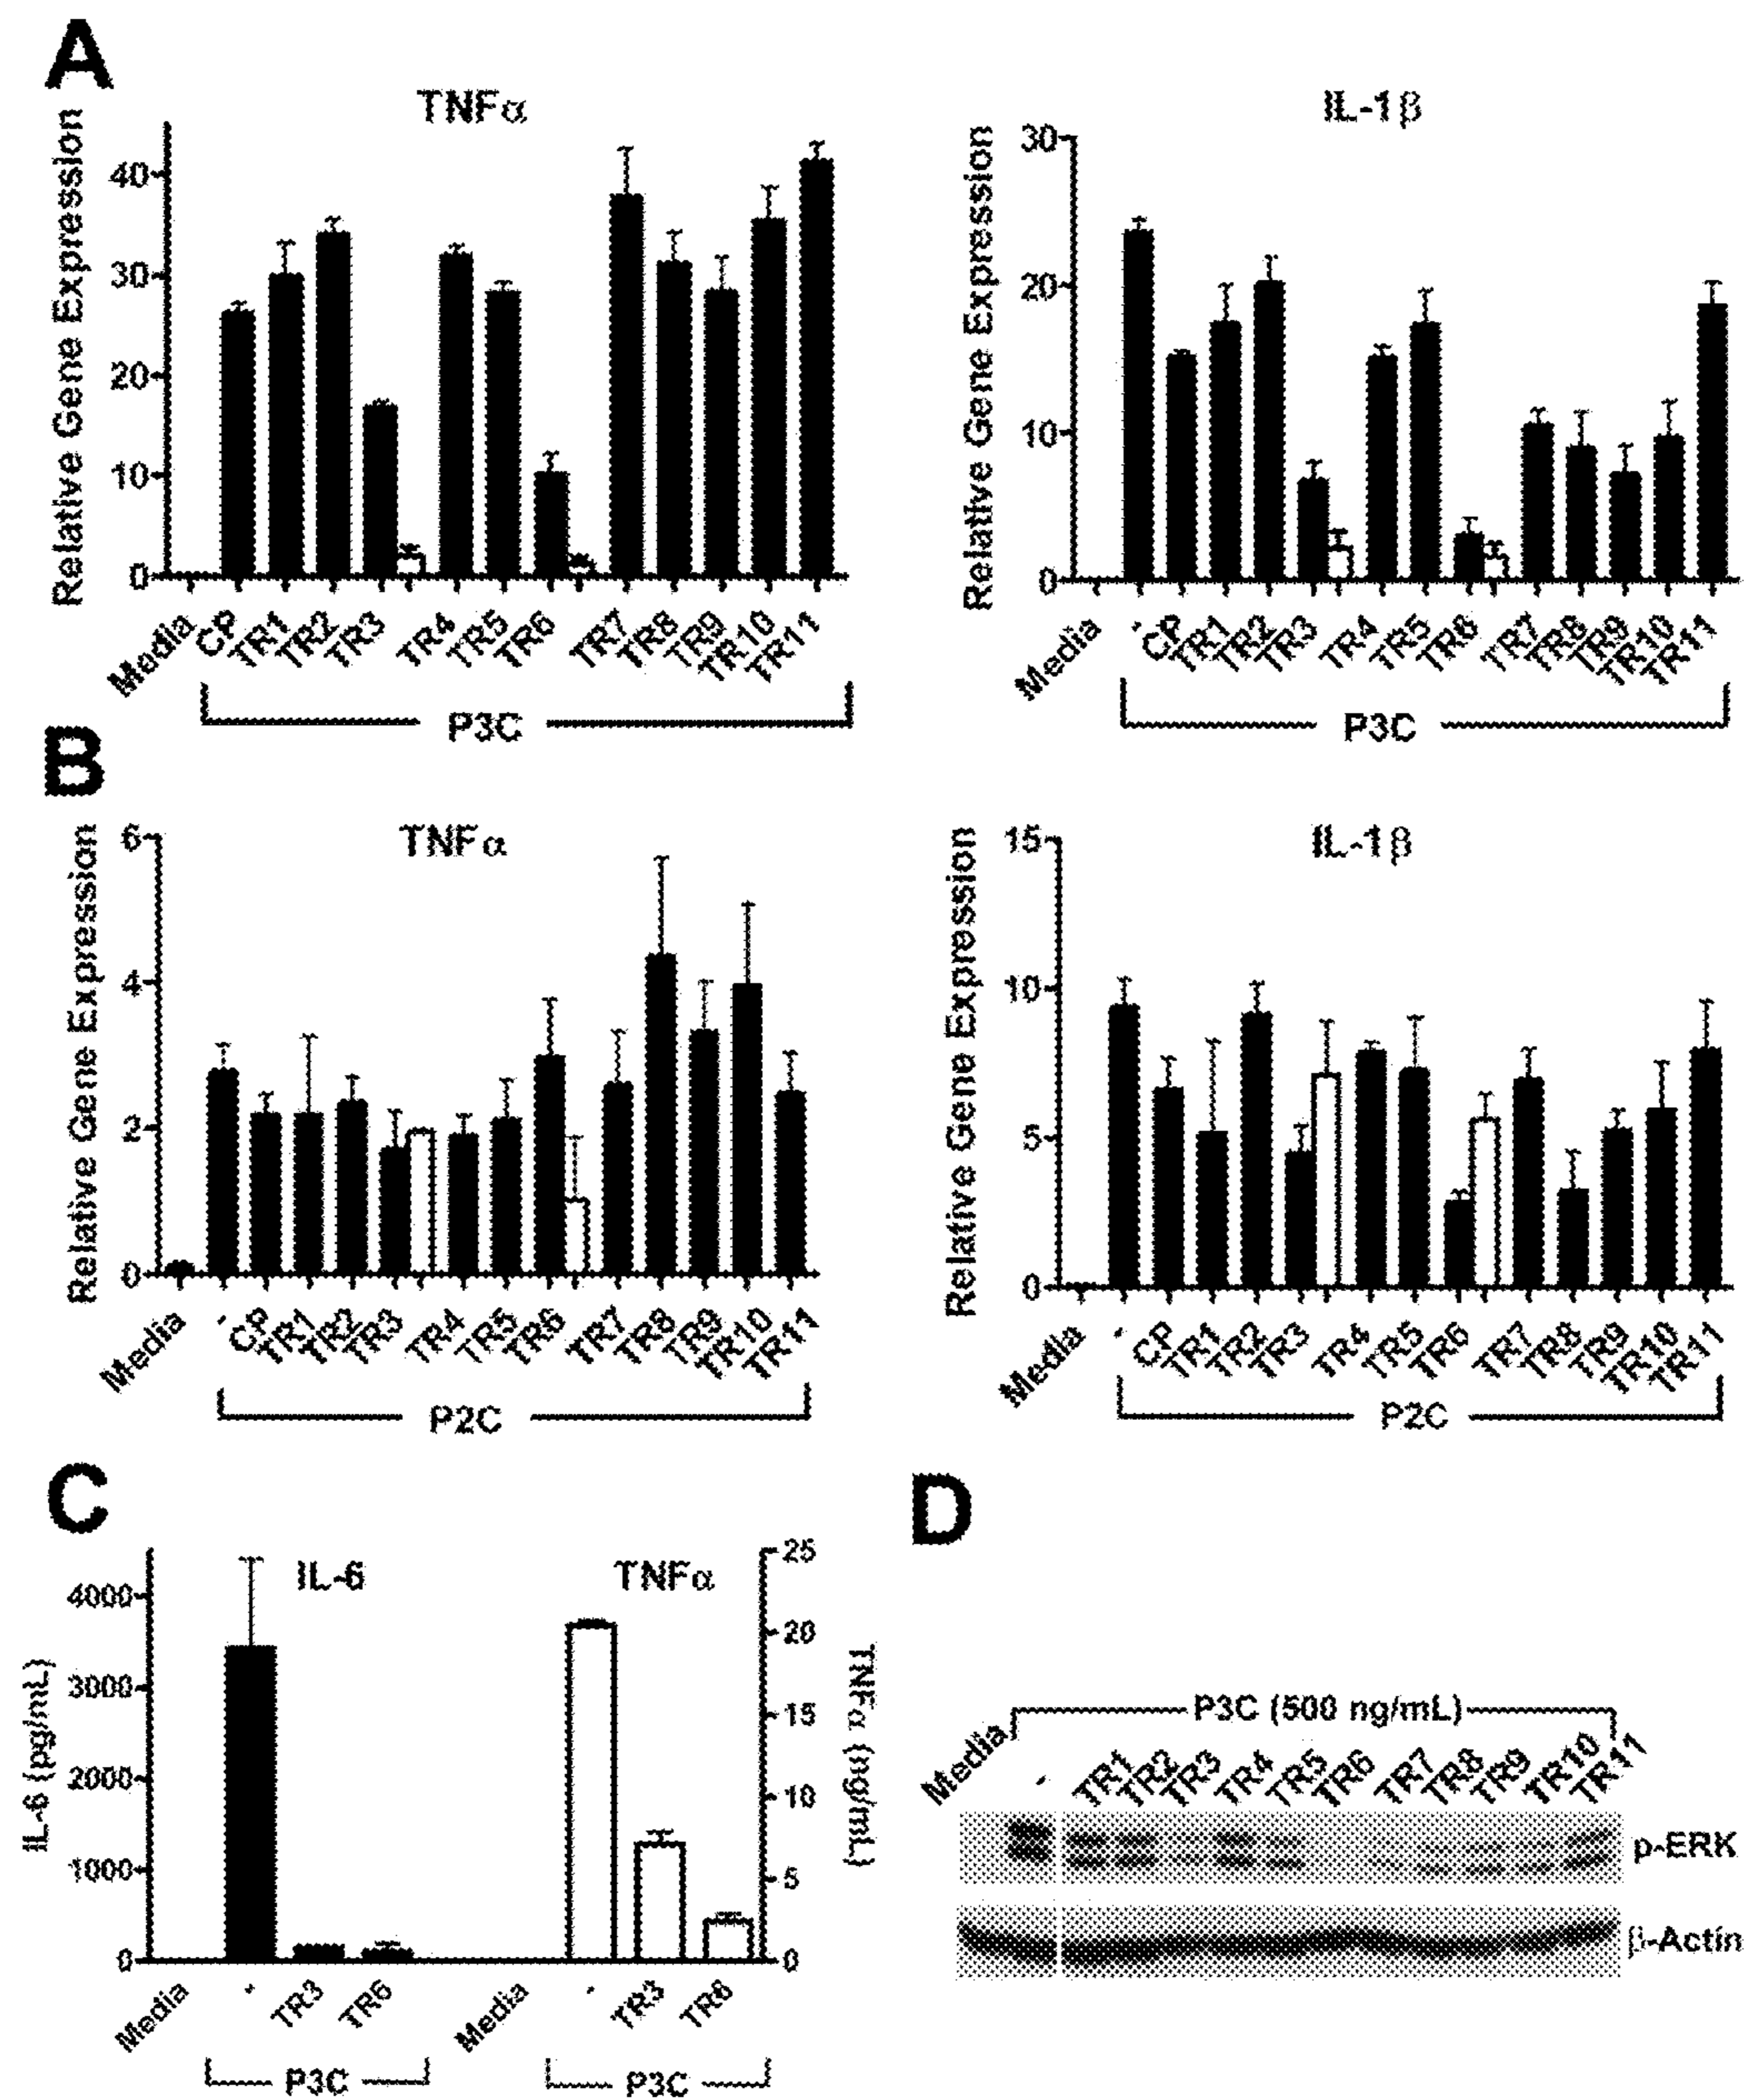 A
TNFα
Relative Gene Expression
40
30
20
10
0
Media CP TR1 TR2 TR3 TR4 TR5 TR6 TR7 TR8 TR9 TR10 TR11
P3C
IL-1β
Relative Gene Expression
30
20
10
0
Media - CP TR1 TR2 TR3 TR4 TR5 TR6 TR7 TR8 TR9 TR10 TR11
P3C
B
TNFα
Relative Gene Expression
6
4
2
0
Media - CP TR1 TR2 TR3 TR4 TR5 TR6 TR7 TR8 TR9 TR10 TR11
P2C
IL-1β
Relative Gene Expression
15
10
5
0
Media - CP TR1 TR2 TR3 TR4 TR5 TR6 TR7 TR8 TR9 TR10 TR11
P2C
C
IL-6
TNFα
IL-6 (pg/mL)
4000
3000
2000
1000
0
25
20
15
10
5
0
TNFα (ng/mL)
Media - TR3 TR6 Media - TR3 TR6
P3C P3C
D
P3C (500 ng/mL)
Media - TR1 TR2 TR3 TR4 TR5 TR6 TR7 TR8 TR9 TR10 TR11
p-ERK
β-Actin